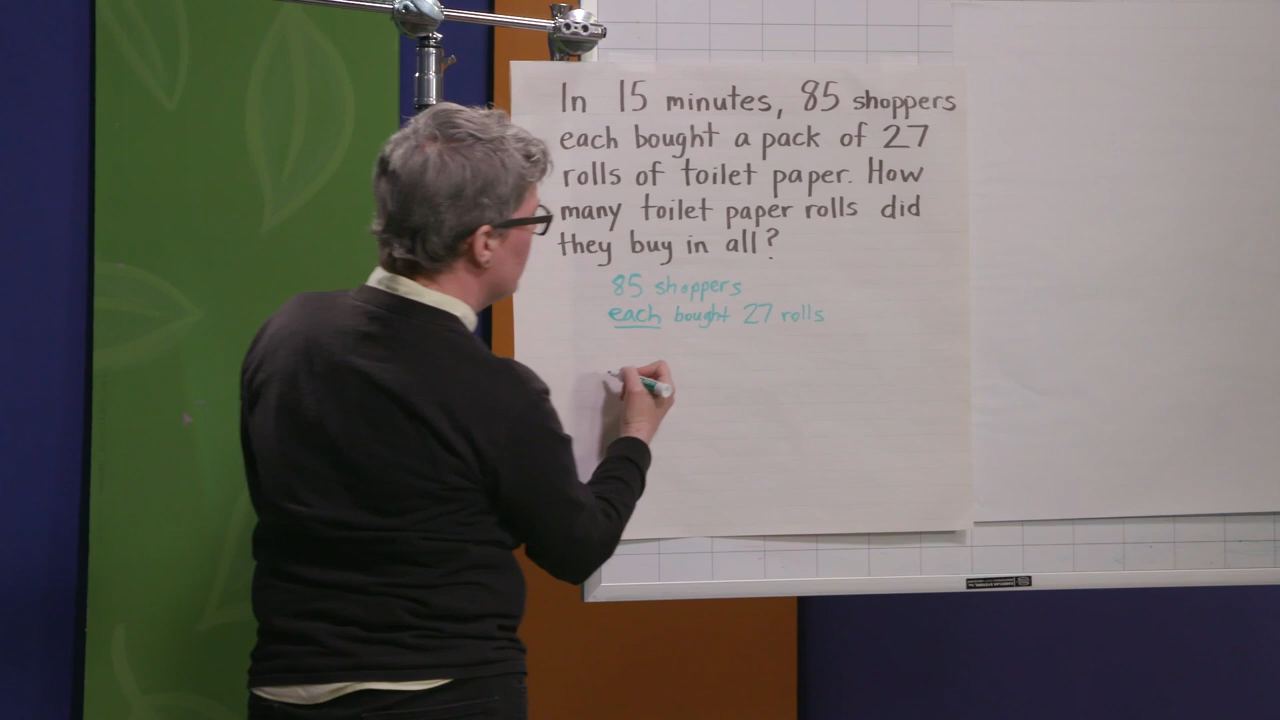 In 15 minutes, 85 shoppers
each bought a pack of 27
rolls of toilet paper. How
many toilet paper rolls did
they buy in all?
85 shoppers
each bought 27 rolls